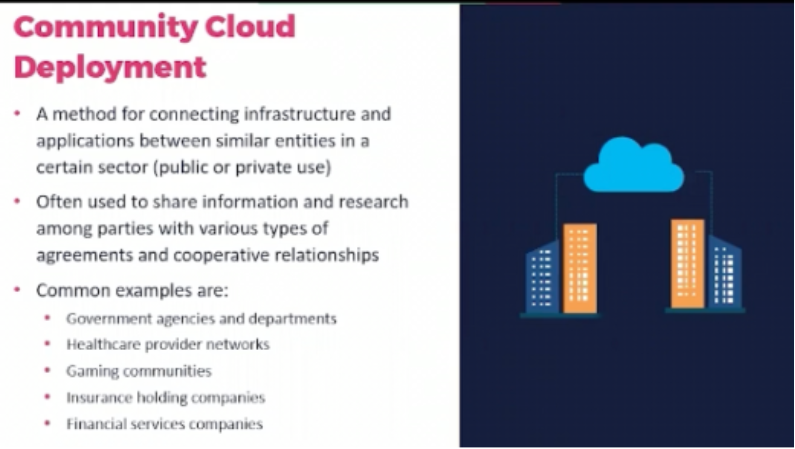 Community Cloud
Deployment
• A method for connecting infrastructure and
applications between similar entities in a
certain sector (public or private use)
• Often used to share information and research
among parties with various types of
agreements and cooperative relationships
• Common examples are:
• Government agencies and departments
• Healthcare provider networks
• Gaming communities
• Insurance holding companies
• Financial services companies